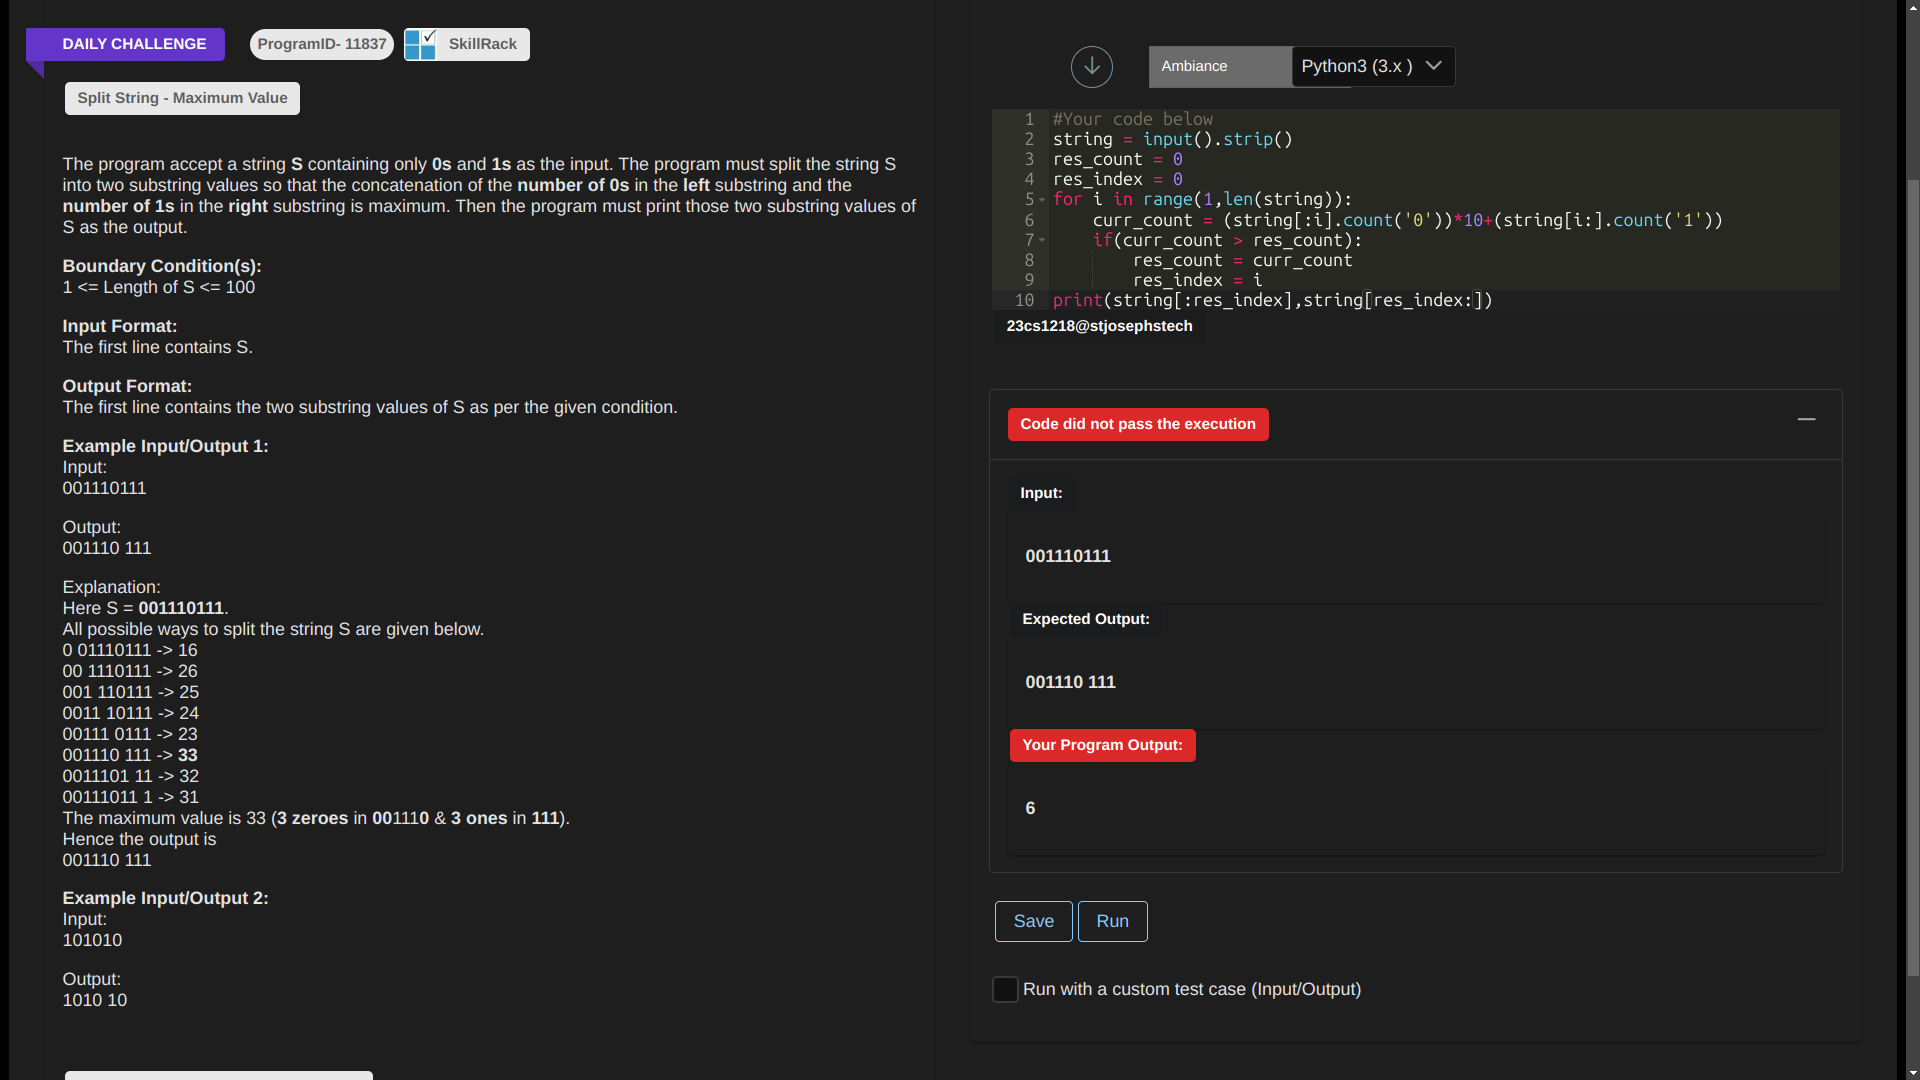 DAILY CHALLENGE
ProgramID- 11837
SkillRack
Split String - Maximum Value
The program accept a string S containing only 0s and 1s as the input. The program must split the string S
into two substring values so that the concatenation of the number of 0s in the left substring and the
number of 1s in the right substring is maximum. Then the program must print those two substring values of
S as the output.
Boundary Condition(s):
1 <= Length of S <= 100
Input Format:
The first line contains S.
Output Format:
The first line contains the two substring values of S as per the given condition.
Example Input/Output 1:
Input:
001110111
Output:
001110 111
Explanation:
Here S = 001110111.
All possible ways to split the string S are given below.
0 01110111 -> 16
00 1110111 -> 26
001 110111 -> 25
0011 10111 -> 24
00111 0111 -> 23
001110 111 -> 33
0011101 11 -> 32
00111011 1 -> 31
The maximum value is 33 (3 zeroes in 001110 & 3 ones in 111).
Hence the output is
001110 111
Example Input/Output 2:
Input:
101010
Output:
1010 10
Ambiance
Python3 (3.x )
1 #Your code below
2 string = input().strip()
3 res_count = 0
4 res_index = 0
5 for i in range(1,len(string)):
6 curr_count = (string[:i].count('0'))*10+(string[i:].count('1'))
7 if(curr_count > res_count):
8 res_count = curr_count
9 res_index = i
10 print(string[:res_index],string[res_index:])
23cs1218@stjosephstech
Code did not pass the execution
Input:
001110111
Expected Output:
001110 111
Your Program Output:
6
Save
Run
Run with a custom test case (Input/Output)